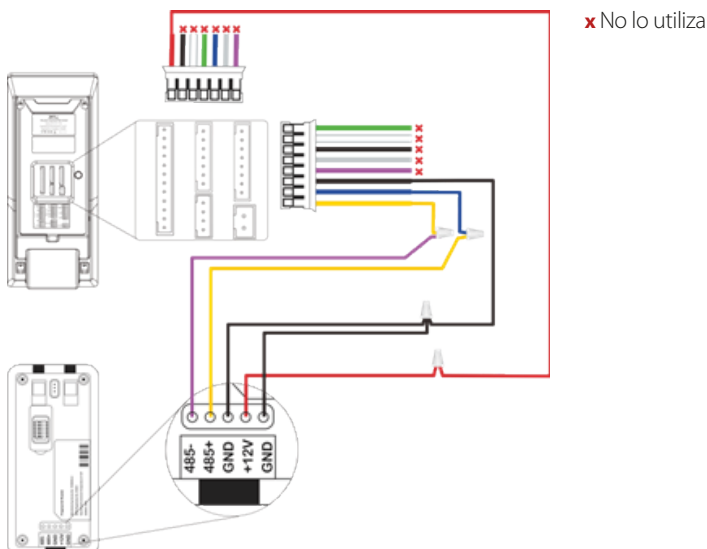 x No lo utiliza
x x x x x x
x
x
x
x
x
485-
485+
GND
+12V
GND